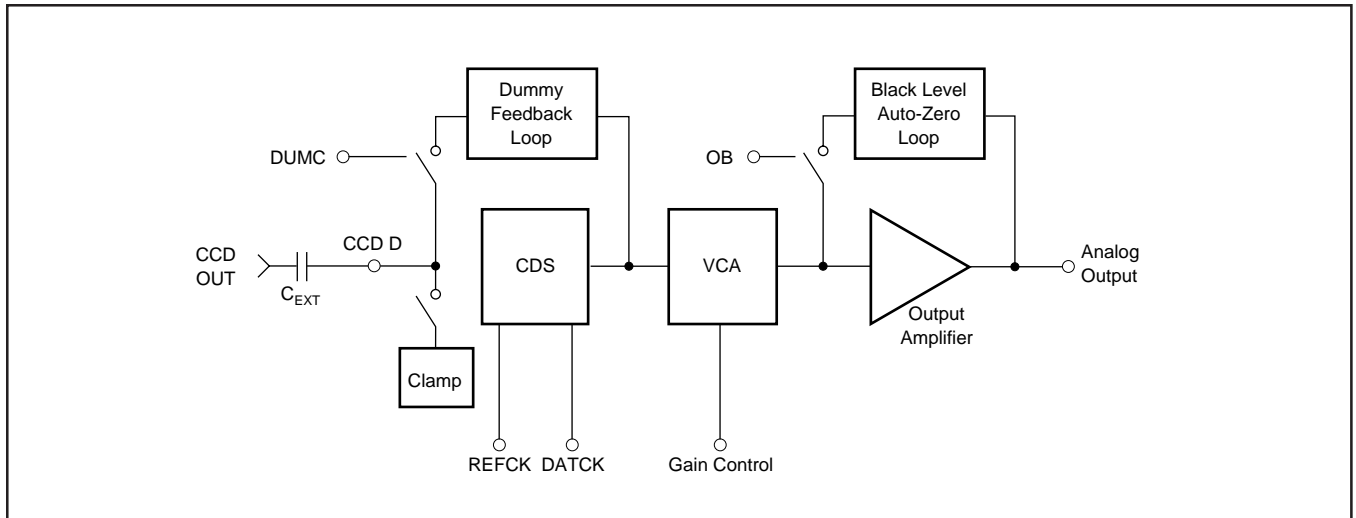 Dummy
Feedback
Loop
Black Level
Auto-Zero
Loop
DUMC
OB
CCD
OUT
C_EXT
CCD D
CDS
VCA
Output
Amplifier
Analog
Output
Clamp
REFCK
DATCK
Gain Control